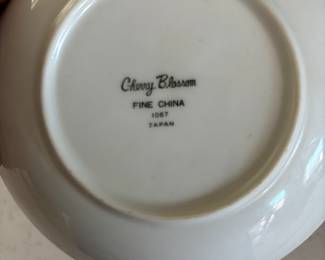 Cherry Blossom
FINE CHINA
1067
JAPAN